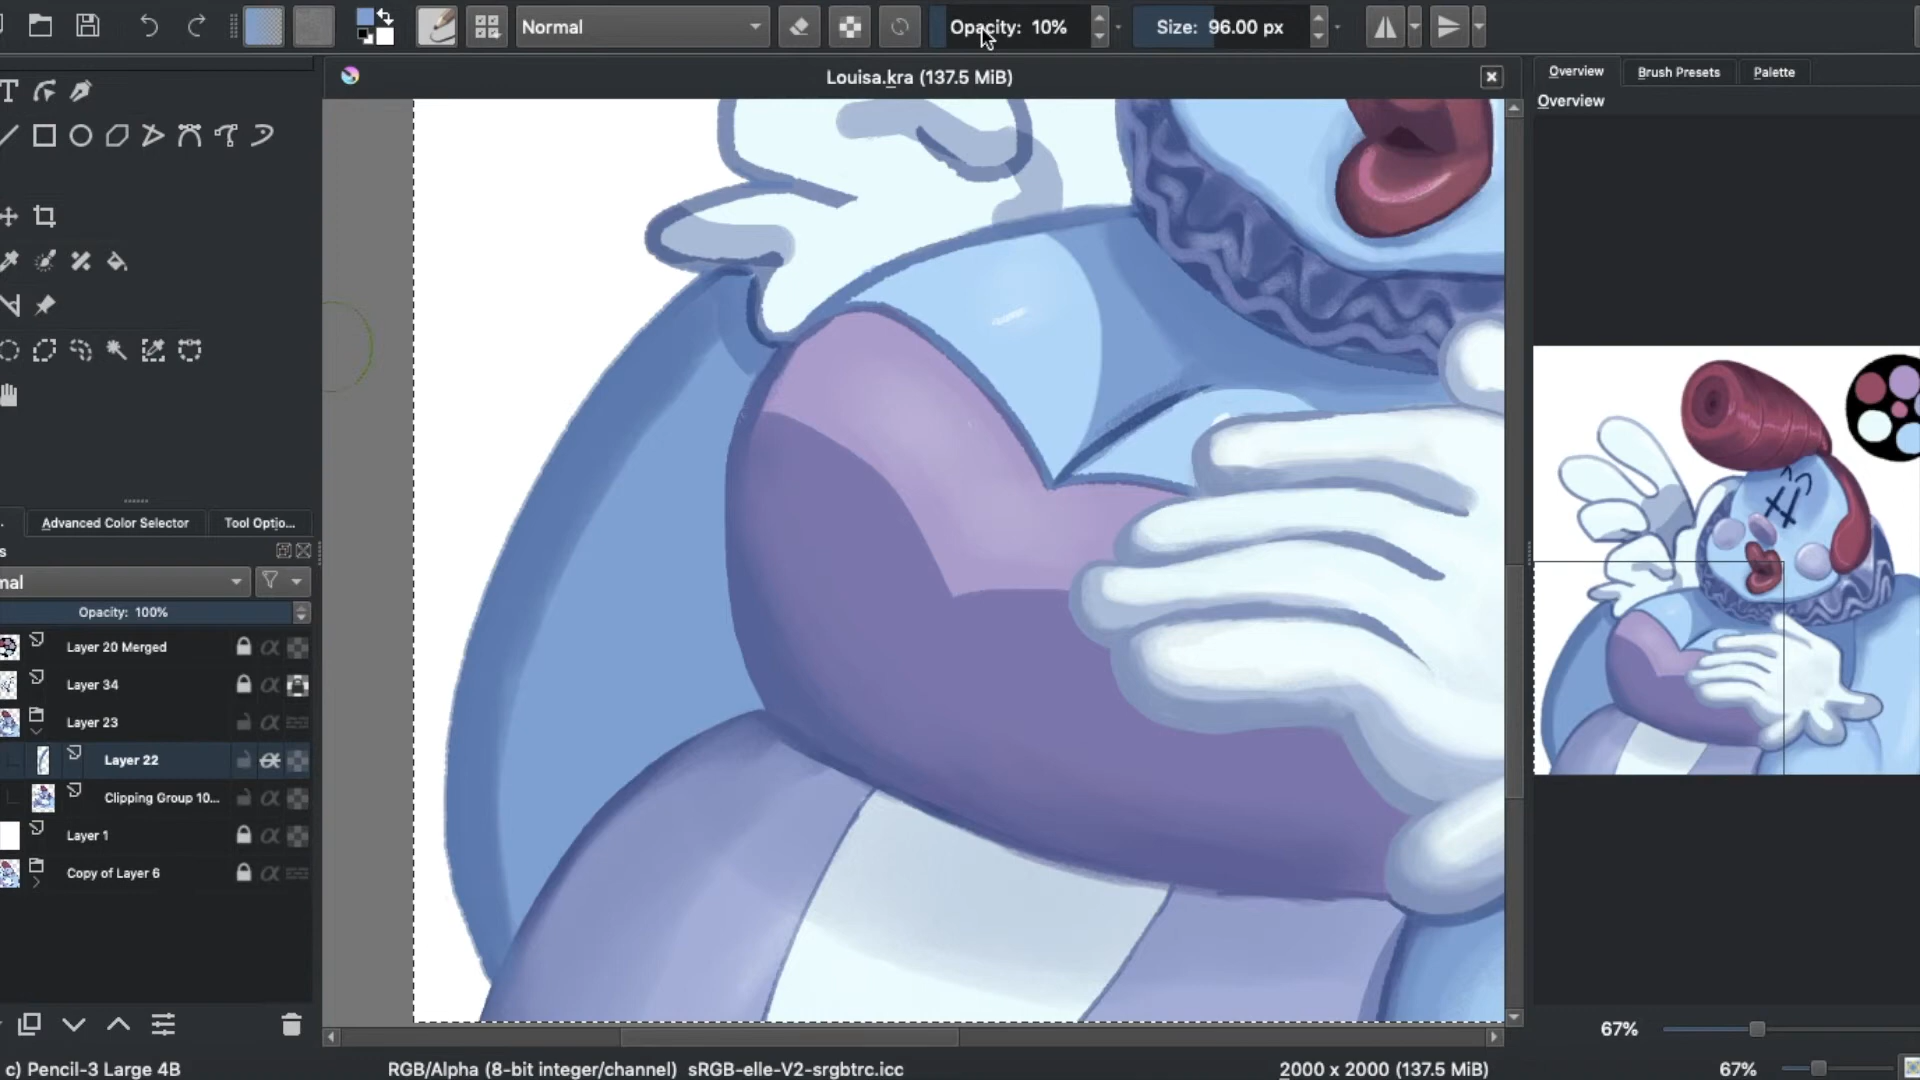 Normal
Opacity: 10%
Size: 96.00 px
Louisa.kra (137.5 MiB)
Overview
Brush Presets
Palette
Overview
Advanced Color Selector
Tool Optio...
s
nal
Opacity: 100%
Layer 20 Merged
Layer 34
Layer 23
Layer 22
Clipping Group 10...
Layer 1
Copy of Layer 6
67%
c) Pencil-3 Large 4B
RGB/Alpha (8-bit integer/channel) sRGB-elle-V2-srgbtrc.icc
2000 x 2000 (137.5 MiB)
67%